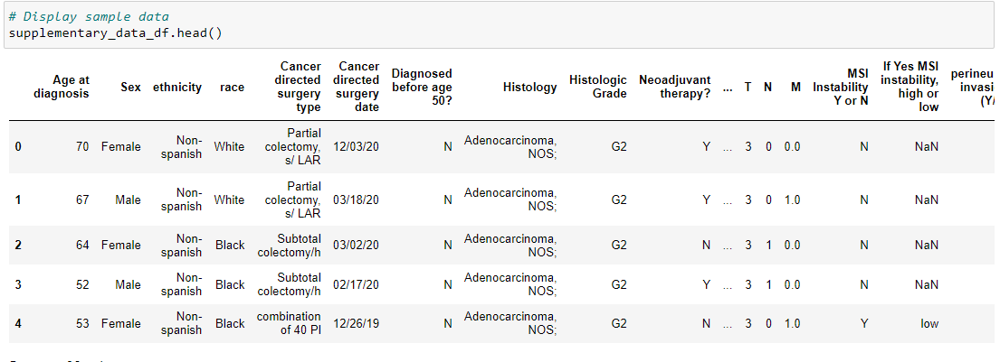 # Display sample data
supplementary_data_df.head()
Age at diagnosis Sex ethnicity race Cancer directed surgery type Cancer directed surgery date Diagnosed before age 50? Histology Histologic Grade Neoadjuvant therapy? ... T N M MSI Instability Y or N If Yes MSI instability, high or low perineu invasi (Y/
0 70 Female Non-spanish White Partial colectomy, s/ LAR 12/03/20 N Adenocarcinoma, NOS; G2 Y ... 3 0 0.0 N NaN
1 67 Male Non-spanish White Partial colectomy, s/ LAR 03/18/20 N Adenocarcinoma, NOS; G2 Y ... 3 0 1.0 N NaN
2 64 Female Non-spanish Black Subtotal colectomy/h 03/02/20 N Adenocarcinoma, NOS; G2 N ... 3 1 0.0 N NaN
3 52 Male Non-spanish Black Subtotal colectomy/h 02/17/20 N Adenocarcinoma, NOS; G2 Y ... 3 1 0.0 N NaN
4 53 Female Non-spanish Black combination of 40 PI 12/26/19 N Adenocarcinoma, NOS; G2 N ... 3 0 1.0 Y low